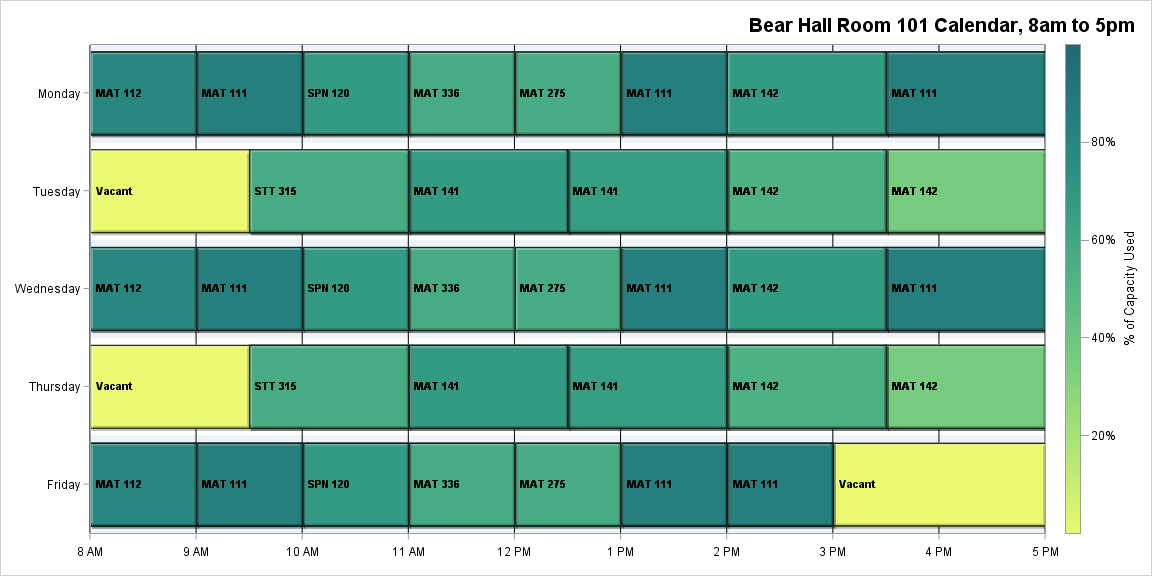 Bear Hall Room 101 Calendar, 8am to 5pm
Monday MAT 112 MAT 111 SPN 120 MAT 336 MAT 275 MAT 111 MAT 142 MAT 111
Tuesday Vacant STT 315 MAT 141 MAT 141 MAT 142 MAT 142
Wednesday MAT 112 MAT 111 SPN 120 MAT 336 MAT 275 MAT 111 MAT 142 MAT 111
Thursday Vacant STT 315 MAT 141 MAT 141 MAT 142 MAT 142
Friday MAT 112 MAT 111 SPN 120 MAT 336 MAT 275 MAT 111 MAT 111 Vacant
8 AM 9 AM 10 AM 11 AM 12 PM 1 PM 2 PM 3 PM 4 PM 5 PM
80%
60%
40%
20%
% of Capacity Used